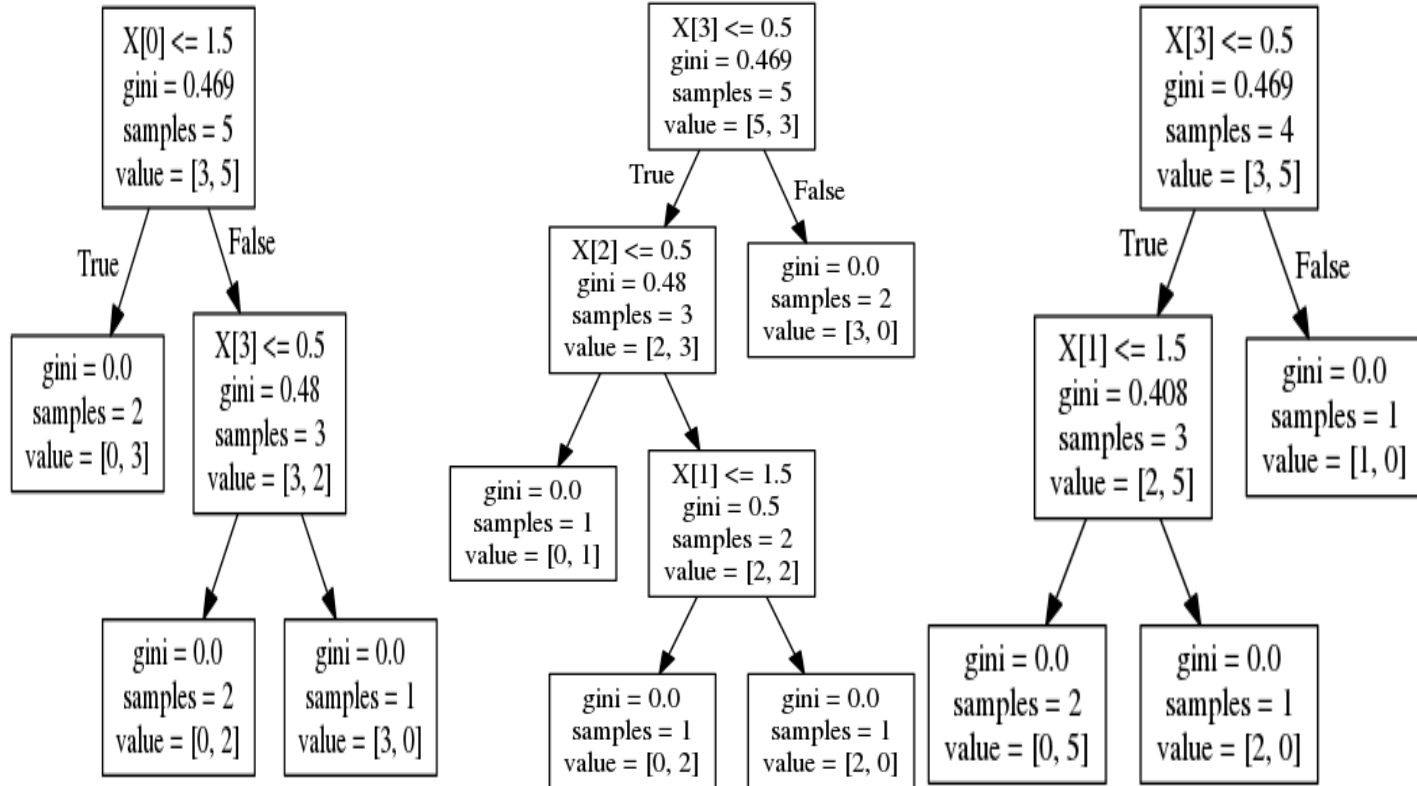 X[0] <= 1.5
gini = 0.469
samples = 5
value = [3, 5]
True
False
gini = 0.0
samples = 2
value = [0, 3]
X[3] <= 0.5
gini = 0.48
samples = 3
value = [3, 2]
gini = 0.0
samples = 2
value = [0, 2]
gini = 0.0
samples = 1
value = [3, 0]
X[3] <= 0.5
gini = 0.469
samples = 5
value = [5, 3]
True
False
X[2] <= 0.5
gini = 0.48
samples = 3
value = [2, 3]
gini = 0.0
samples = 2
value = [3, 0]
gini = 0.0
samples = 1
value = [0, 1]
X[1] <= 1.5
gini = 0.5
samples = 2
value = [2, 2]
gini = 0.0
samples = 1
value = [0, 2]
gini = 0.0
samples = 1
value = [2, 0]
X[3] <= 0.5
gini = 0.469
samples = 4
value = [3, 5]
True
False
X[1] <= 1.5
gini = 0.408
samples = 3
value = [2, 5]
gini = 0.0
samples = 1
value = [1, 0]
gini = 0.0
samples = 2
value = [0, 5]
gini = 0.0
samples = 1
value = [2, 0]